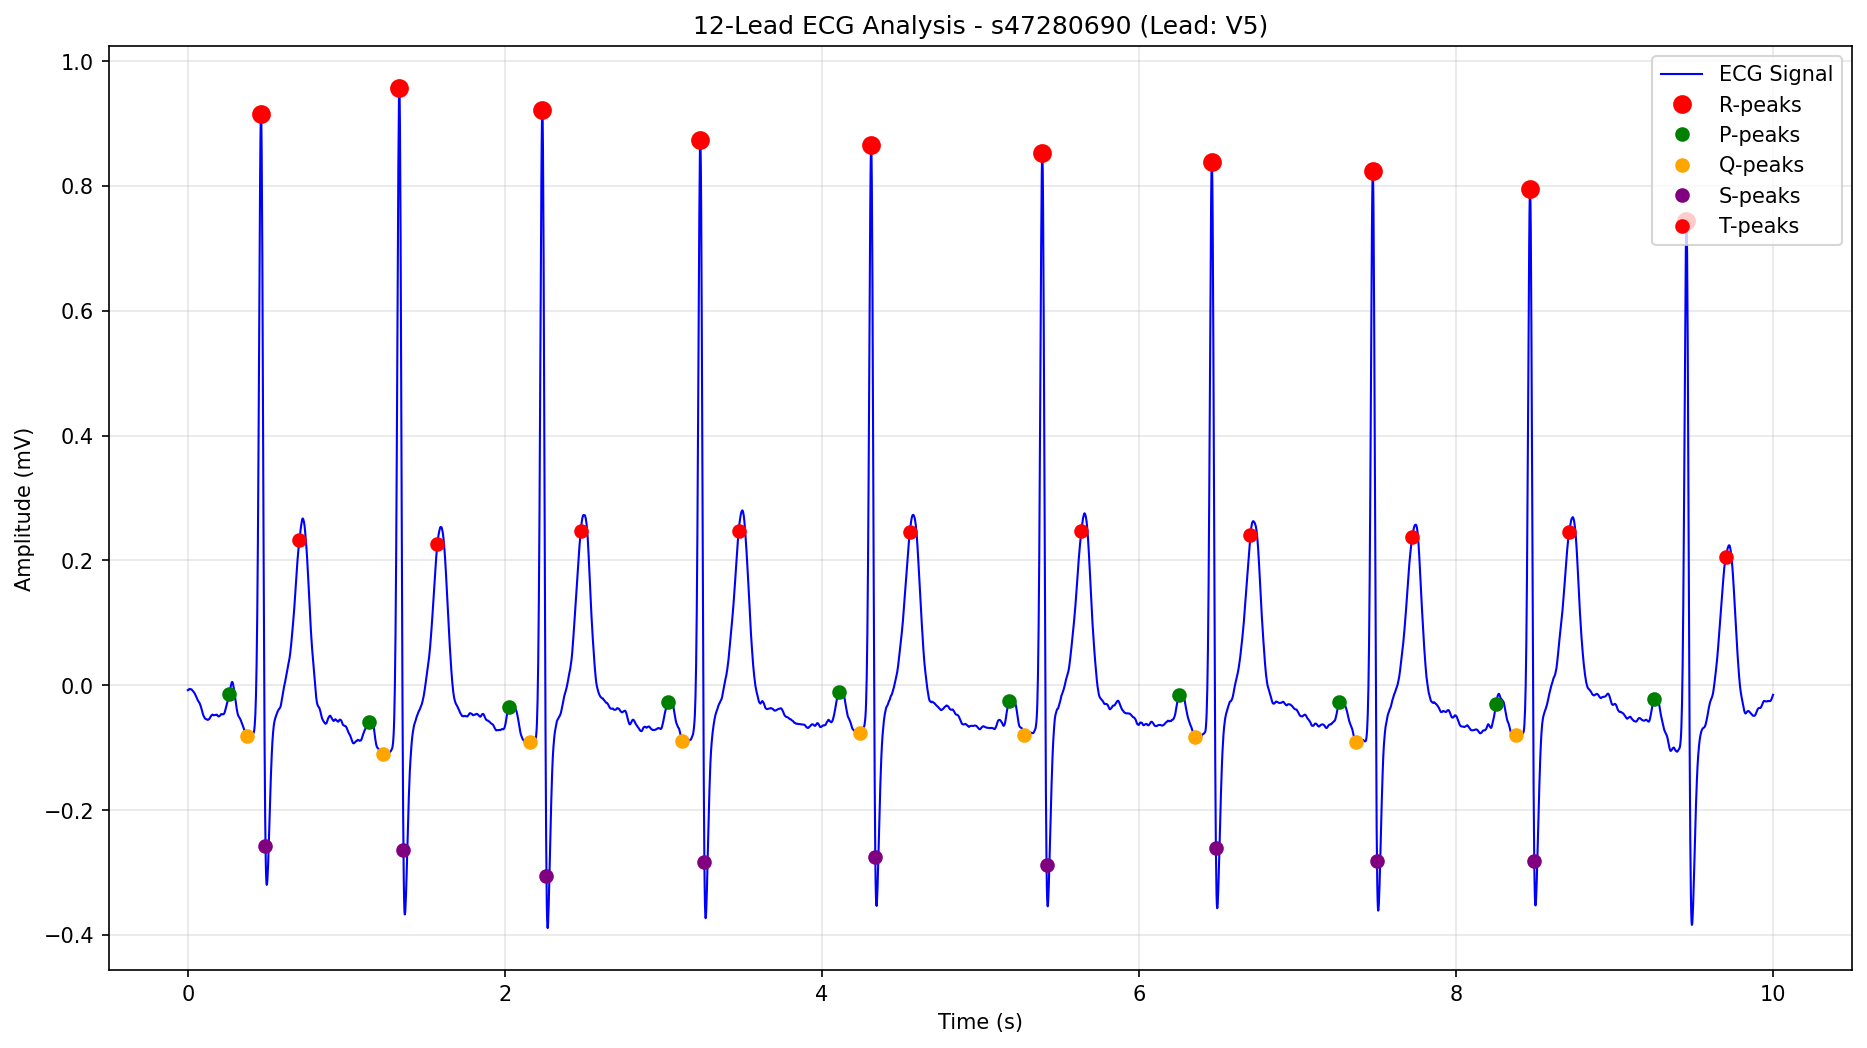 12-Lead ECG Analysis - s47280690 (Lead: V5)
ECG Signal
R-peaks
P-peaks
Q-peaks
S-peaks
T-peaks
Amplitude (mV)
1.0
0.8
0.6
0.4
0.2
0.0
−0.2
−0.4
0 2 4 6 8 10
Time (s)